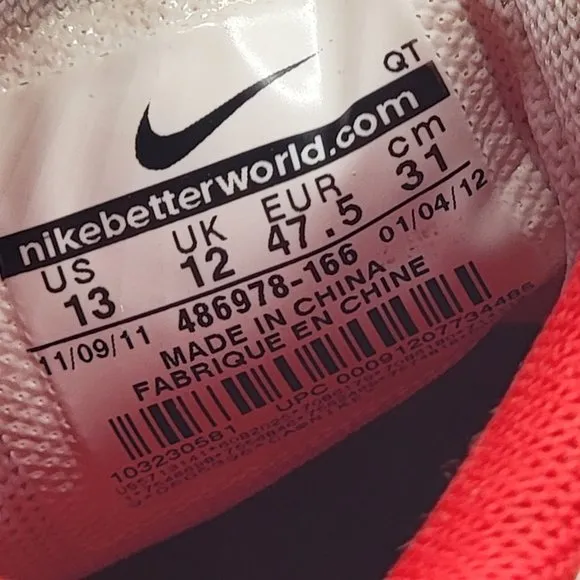 QT
nikebetterworld.com
US UK EUR cm
13 12 47.5 31
11/09/11 486978-166 01/04/12
MADE IN CHINA
FABRIQUE EN CHINE
103230581 UPC 00091207734486